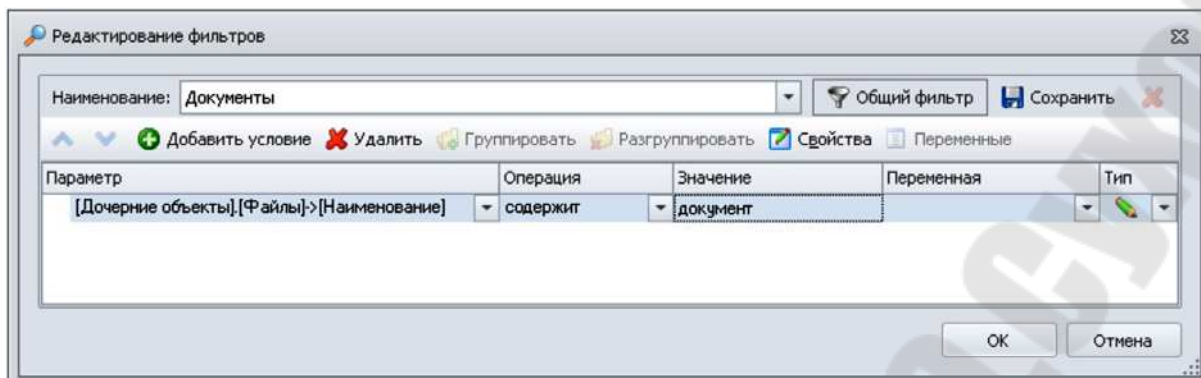 Редактирование фильтров
Наименование: Документы Общий фильтр Сохранить
Добавить условие Удалить Группировать Разгруппировать Свойства Переменные
Параметр Операция Значение Переменная Тип
[Дочерние объекты].[Файлы]->[Наименование] содержит документ
OK Отмена